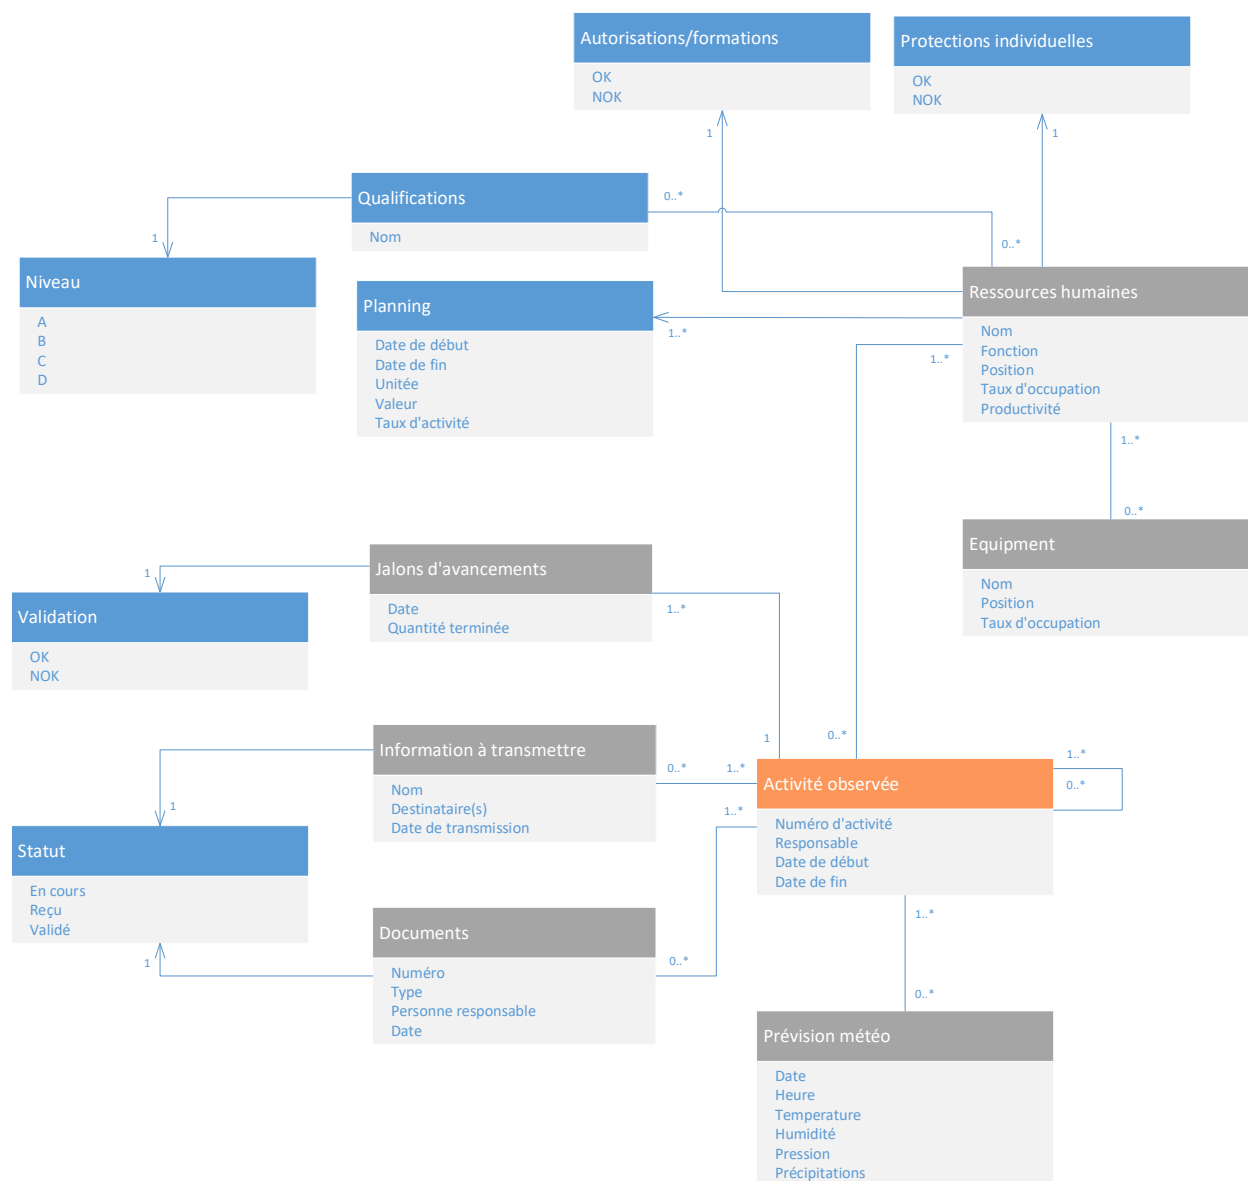 Autorisations/formations
OK
NOK
1
Protections individuelles
OK
NOK
1
Qualifications
Nom
0..*
0..*
1
Niveau
A
B
C
D
Planning
Date de début
Date de fin
Unitée
Valeur
Taux d'activité
1..*
Ressources humaines
Nom
Fonction
Position
Taux d'occupation
Productivité
1..*
1..*
0..*
Equipment
Nom
Position
Taux d'occupation
Jalons d'avancements
Date
Quantité terminée
1
1..*
Validation
OK
NOK
Information à transmettre
Nom
Destinataire(s)
Date de transmission
0..*
1..*
1
0..*
1
Statut
En cours
Reçu
Validé
1
Activité observée
Numéro d'activité
Responsable
Date de début
Date de fin
1..*
0..*
1..*
Documents
Numéro
Type
Personne responsable
Date
0..*
1..*
0..*
Prévision météo
Date
Heure
Temperature
Humidité
Pression
Précipitations